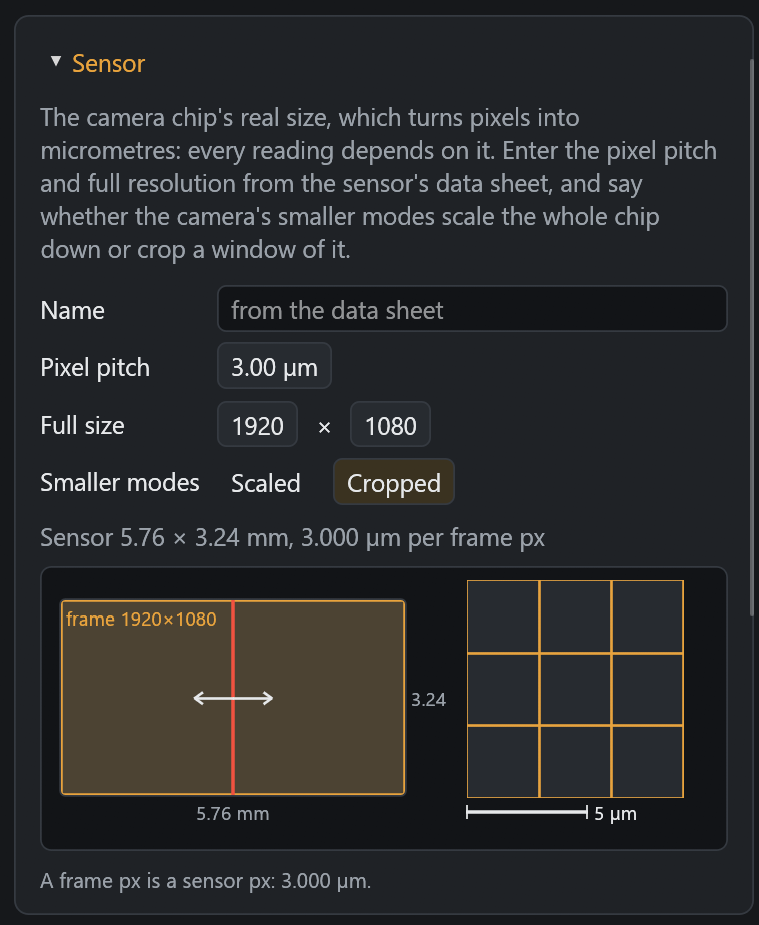 ▼ Sensor
The camera chip's real size, which turns pixels into
micrometres: every reading depends on it. Enter the pixel pitch
and full resolution from the sensor's data sheet, and say
whether the camera's smaller modes scale the whole chip
down or crop a window of it.
Name from the data sheet
Pixel pitch 3.00 µm
Full size 1920 × 1080
Smaller modes Scaled Cropped
Sensor 5.76 × 3.24 mm, 3.000 µm per frame px
frame 1920×1080
3.24
5.76 mm
5 µm
A frame px is a sensor px: 3.000 µm.